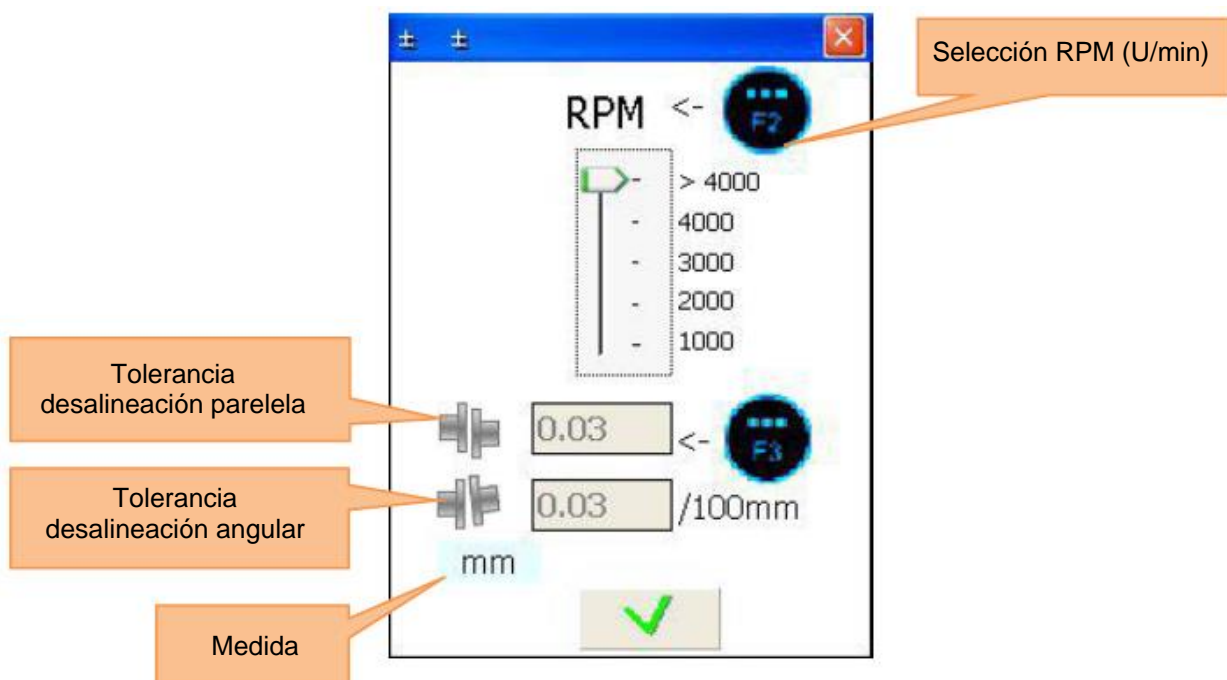 ± ±
Selección RPM (U/min)
RPM <- F2
> 4000
4000
3000
2000
1000
Tolerancia
desalineación parelela
0.03 <- F3
Tolerancia
desalineación angular
0.03 /100mm
mm
Medida